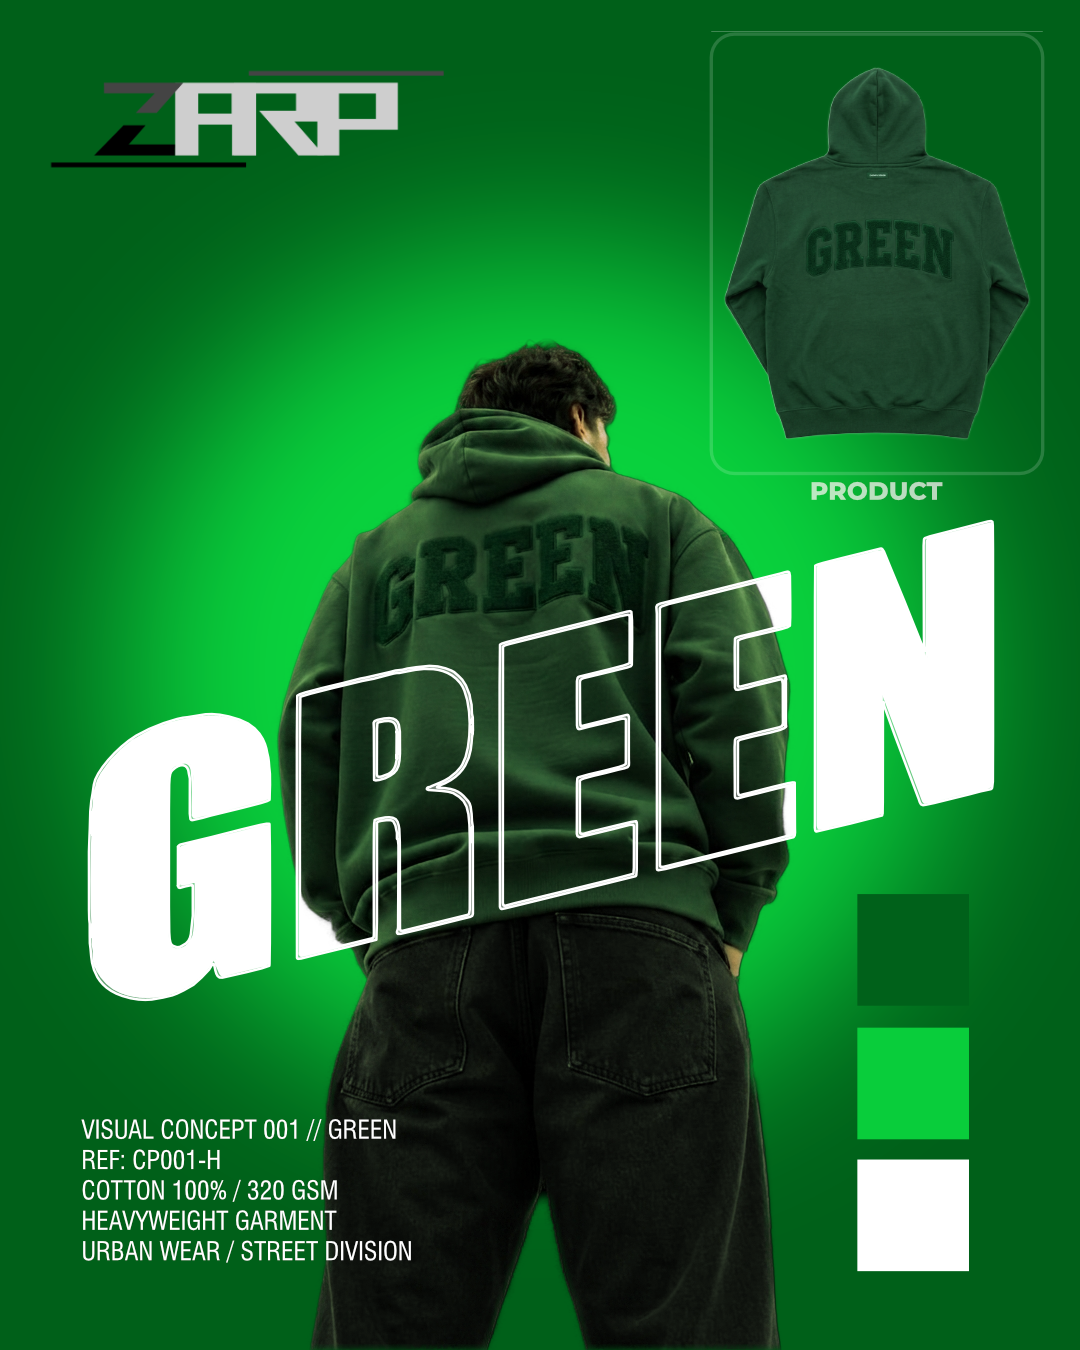 ZARP
GREEN
PRODUCT
GREEN
GREEN
VISUAL CONCEPT 001 // GREEN
REF: CP001-H
COTTON 100% / 320 GSM
HEAVYWEIGHT GARMENT
URBAN WEAR / STREET DIVISION